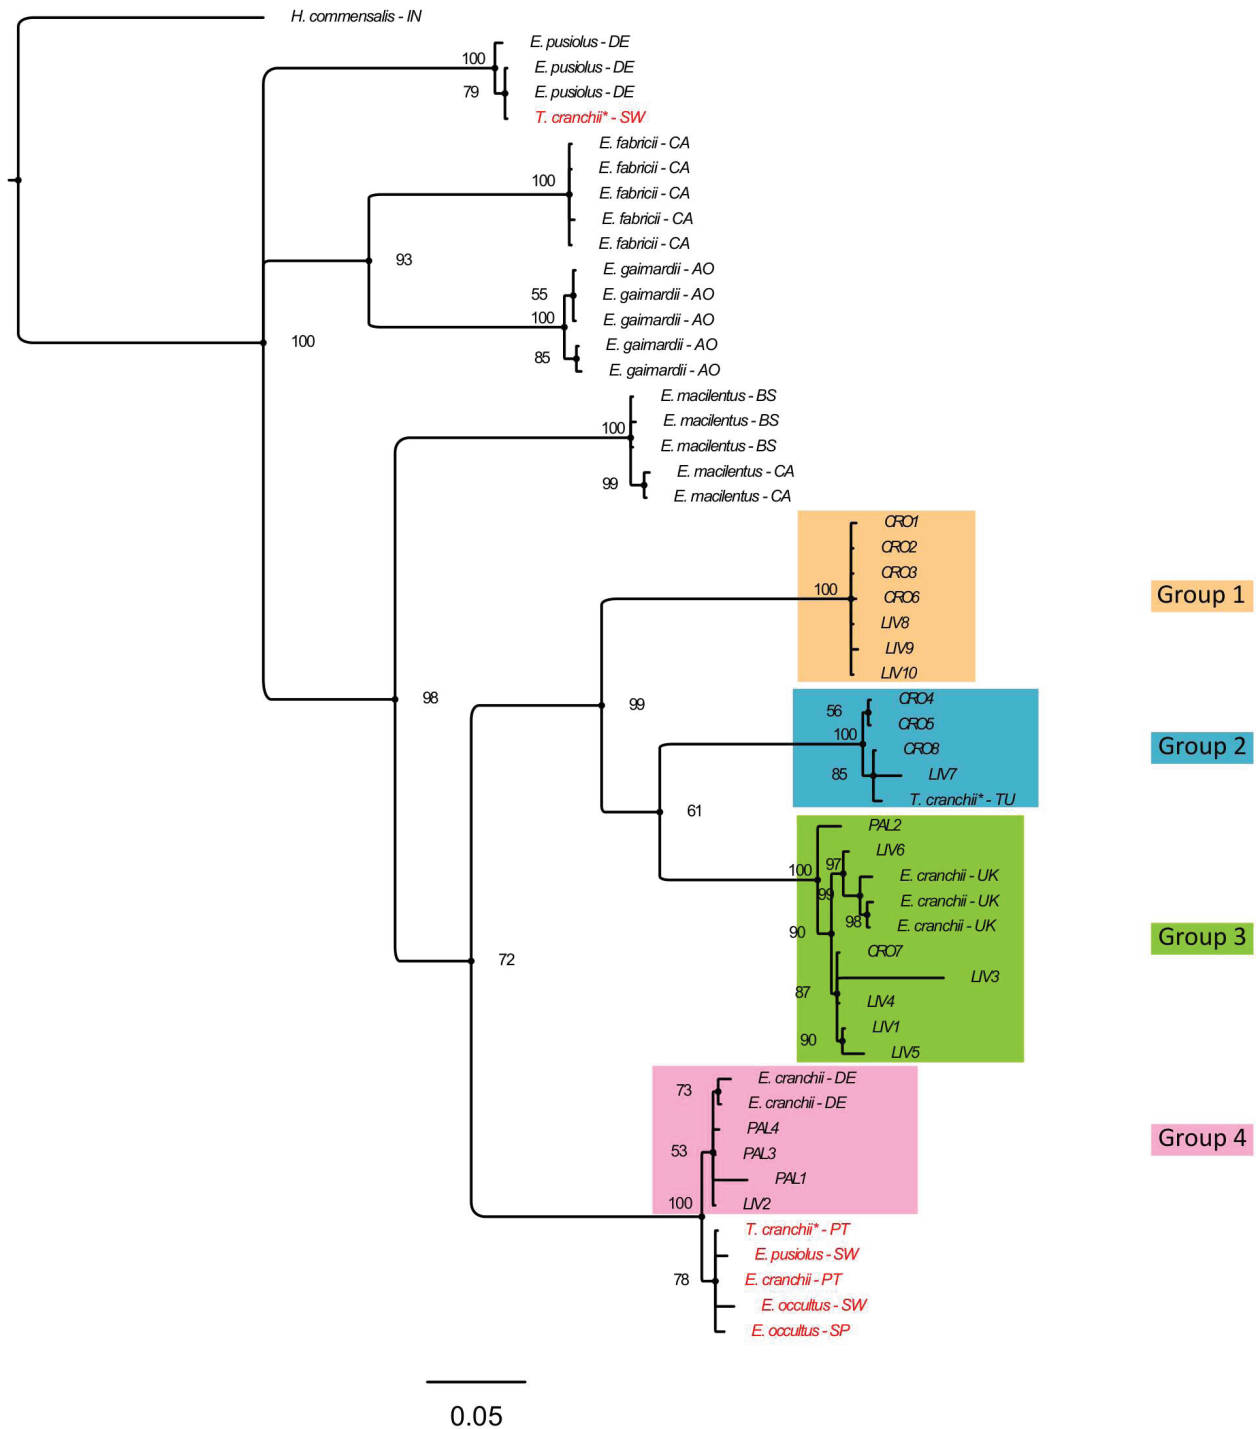 H. commensalis - IN
E. pusiolus - DE
100
E. pusiolus - DE
79
E. pusiolus - DE
T. cranchii* - SW
E. fabricii - CA
E. fabricii - CA
100
E. fabricii - CA
E. fabricii - CA
E. fabricii - CA
93
E. gaimardii - AO
55
E. gaimardii - AO
100
E. gaimardii - AO
100
E. gaimardii - AO
85
E. gaimardii - AO
E. macilentus - BS
E. macilentus - BS
100
E. macilentus - BS
E. macilentus - CA
99
E. macilentus - CA
CRO1
CRO2
CRO3
100
CRO6
Group 1
LIV8
LIV9
LIV10
98
CRO4
99
56
CRO5
100
CRO8
Group 2
85
LIV7
T. cranchii* - TU
61
PAL2
LIV6
97
100
E. cranchii - UK
99
E. cranchii - UK
98
E. cranchii - UK
90
Group 3
CRO7
72
LIV3
87
LIV4
LIV1
90
LIV5
E. cranchii - DE
73
E. cranchii - DE
PAL4
Group 4
53
PAL3
PAL1
100
LIV2
T. cranchii* - PT
E. pusiolus - SW
78
E. cranchii - PT
E. occultus - SW
E. occultus - SP
0.05